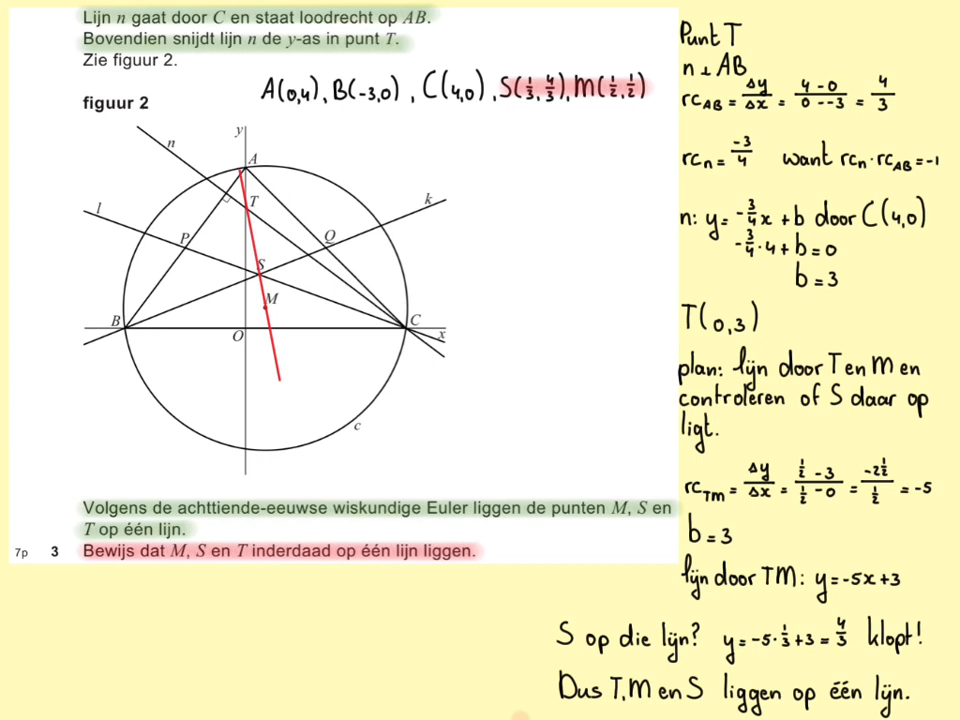 Lijn n gaat door C en staat loodrecht op AB.
Bovendien snijdt lijn n de y-as in punt T.
Zie figuur 2.
A(0,4), B(-3,0), C(4,0), S(1/3, 4/3), M(1/2, 1/2)
figuur 2
y
n
A
l
T
k
P
Q
S
M
B
C
O
x
c
Volgens de achttiende-eeuwse wiskundige Euler liggen de punten M, S en
T op één lijn.
7p 3 Bewijs dat M, S en T inderdaad op één lijn liggen.
Punt T
n ⊥ AB
rc_AB = Δy/Δx = (4-0)/(0--3) = 4/3
rc_n = -3/4 want rc_n · rc_AB = -1
n: y = -3/4 x + b door C(4,0)
-3/4 · 4 + b = 0
b = 3
T(0,3)
plan: lijn door T en M en
controleren of S daar op
ligt.
rc_TM = Δy/Δx = (1/2 - 3)/(1/2 - 0) = (-2 1/2)/(1/2) = -5
b = 3
lijn door TM: y = -5x + 3
S op die lijn? y = -5 · 1/3 + 3 = 4/3 klopt!
Dus T, M en S liggen op één lijn.